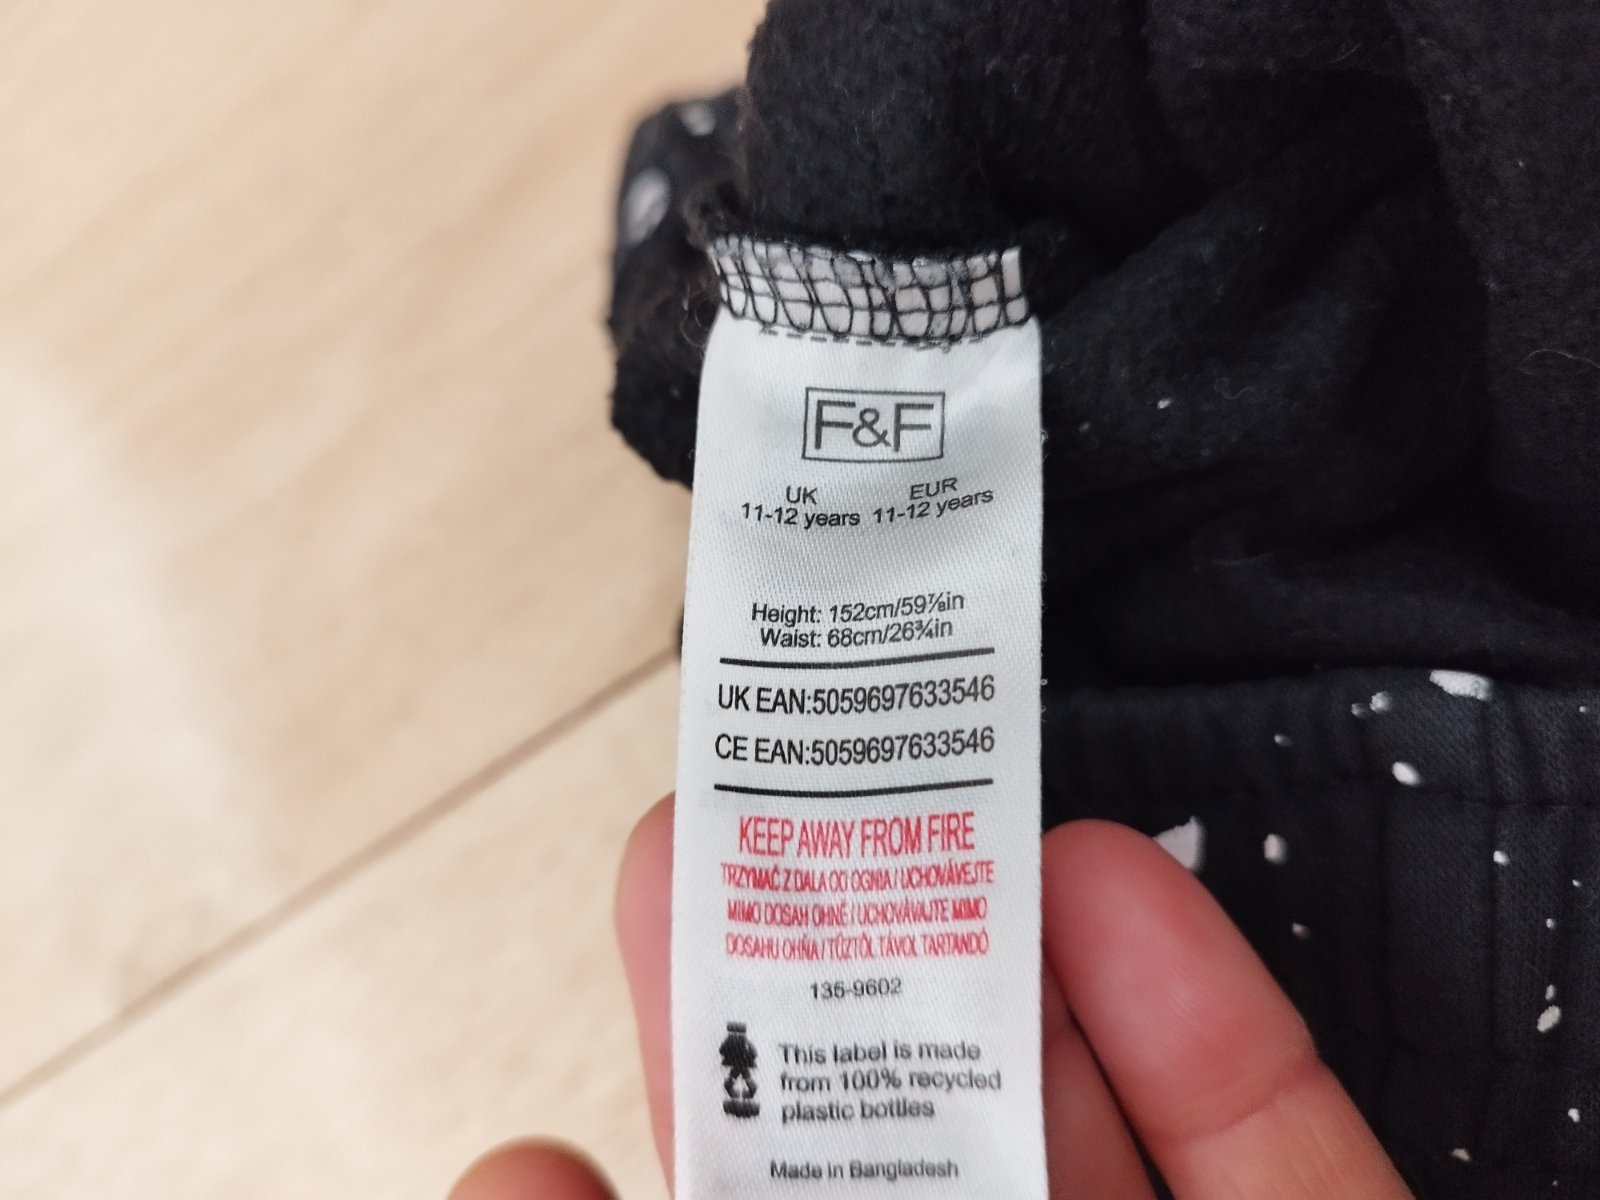 F&F
UK EUR
11-12 years 11-12 years
Height: 152cm/59⅞in
Waist: 68cm/26¾in
UK EAN:5059697633546
CE EAN:5059697633546
KEEP AWAY FROM FIRE
TRZYMAĆ Z DALA OD OGNIA / UCHOVÁVEJTE
MIMO DOSAH OHNĚ / UCHOVÁVAJTE MIMO
DOSAHU OHŇA / TŰZTŐL TÁVOL TARTANDÓ
135-9602
This label is made
from 100% recycled
plastic bottles
Made in Bangladesh